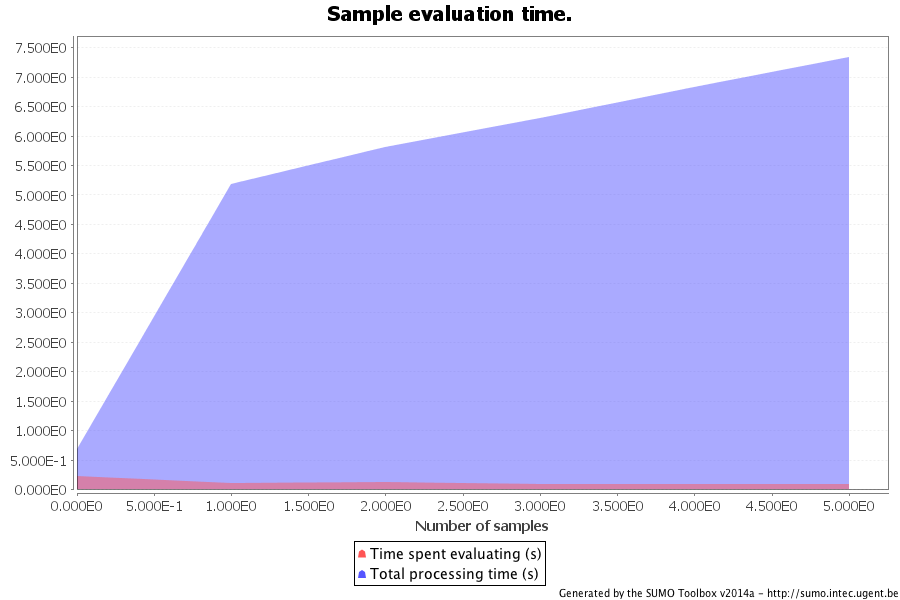 Sample evaluation time.
7.500E0
7.000E0
6.500E0
6.000E0
5.500E0
5.000E0
4.500E0
4.000E0
3.500E0
3.000E0
2.500E0
2.000E0
1.500E0
1.000E0
5.000E-1
0.000E0
0.000E0 5.000E-1 1.000E0 1.500E0 2.000E0 2.500E0 3.000E0 3.500E0 4.000E0 4.500E0 5.000E0
Number of samples
Time spent evaluating (s)
Total processing time (s)
Generated by the SUMO Toolbox v2014a - http://sumo.intec.ugent.be